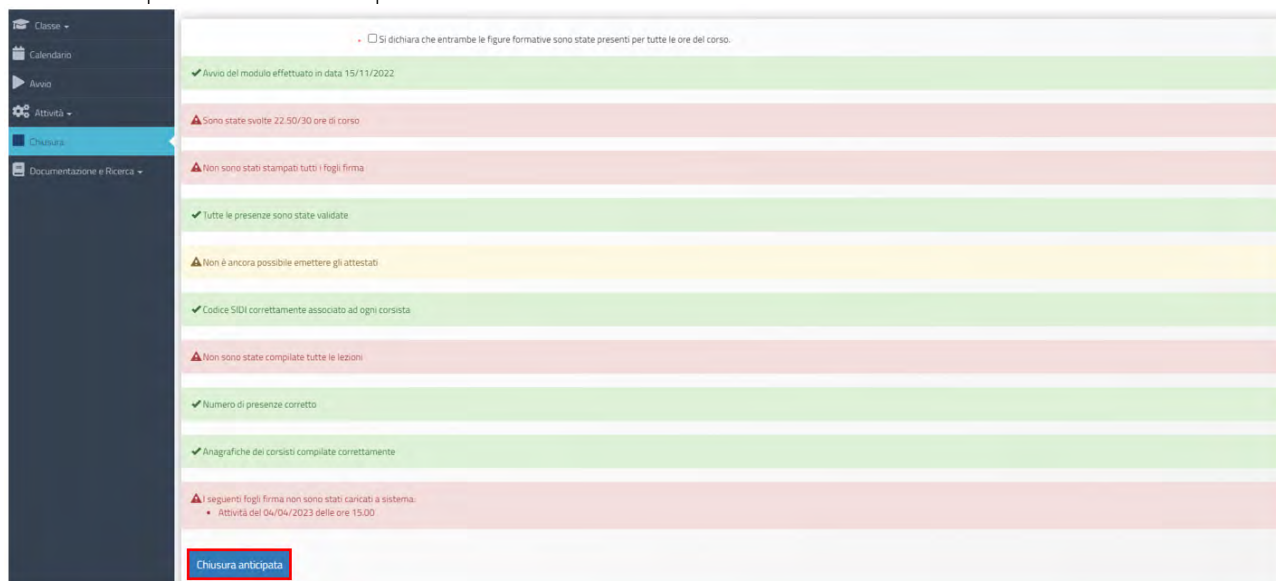 Classe
Calendario
Avvio
Attività
Chiusura
Documentazione e Ricerca
Si dichiara che entrambe le figure formative sono state presenti per tutte le ore del corso.
Avvio del modulo effettuato in data 15/11/2022
Sono state svolte 22.50/30 ore di corso
Non sono stati stampati tutti i fogli firma
Tutte le presenze sono state validate
Non è ancora possibile emettere gli attestati
Codice SIDI correttamente associato ad ogni corsista
Non sono state compilate tutte le lezioni
Numero di presenze corretto
Anagrafiche dei corsisti compilate correttamente
I seguenti fogli firma non sono stati caricati a sistema:
• Attività del 04/04/2023 delle ore 15.00
Chiusura anticipata